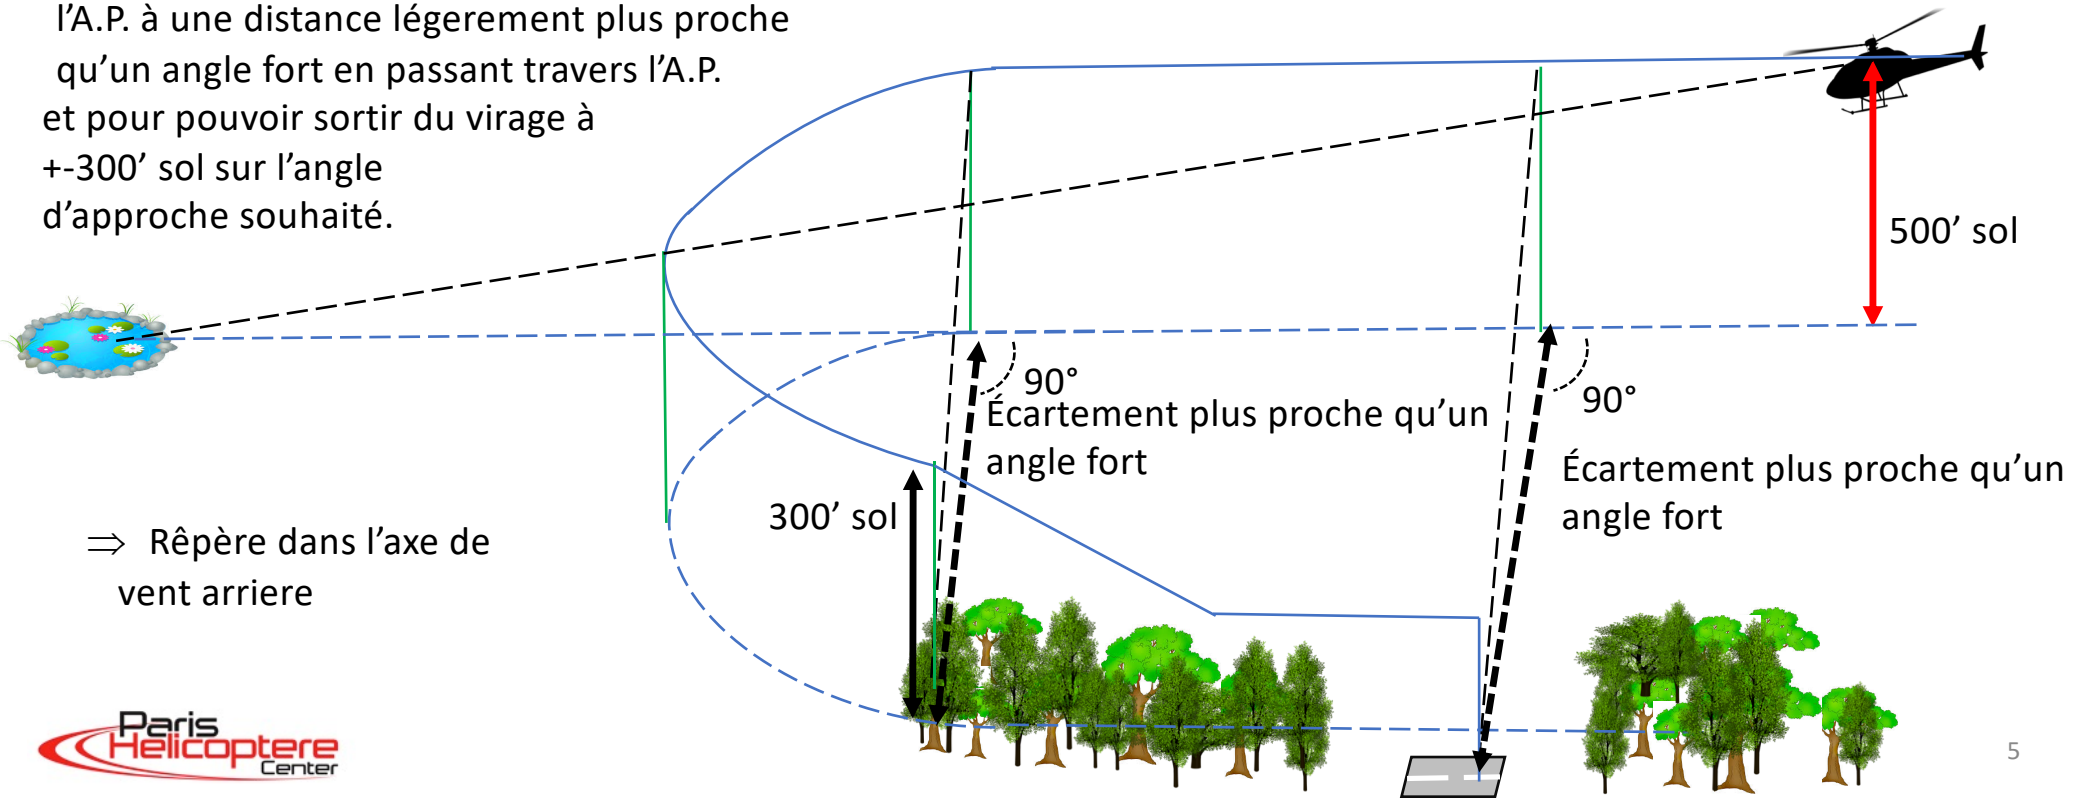 l'A.P. à une distance légerement plus proche
qu'un angle fort en passant travers l'A.P.
et pour pouvoir sortir du virage à
+-300' sol sur l'angle
d'approche souhaité.
500' sol
90°
Écartement plus proche qu'un
angle fort
90°
Écartement plus proche qu'un
angle fort
300' sol
⇒ Rêpère dans l'axe de
vent arriere
Paris
Helicoptere
Center
5